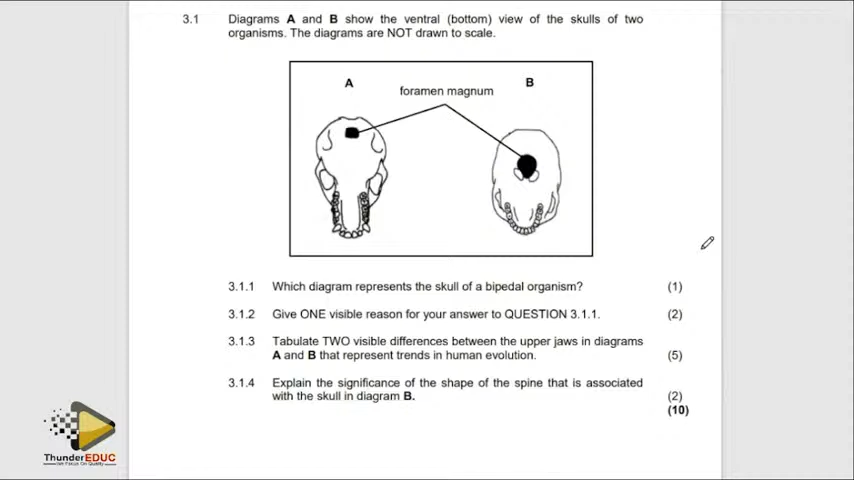 3.1 Diagrams A and B show the ventral (bottom) view of the skulls of two
organisms. The diagrams are NOT drawn to scale.
A
B
foramen magnum
3.1.1 Which diagram represents the skull of a bipedal organism? (1)
3.1.2 Give ONE visible reason for your answer to QUESTION 3.1.1. (2)
3.1.3 Tabulate TWO visible differences between the upper jaws in diagrams
A and B that represent trends in human evolution. (5)
3.1.4 Explain the significance of the shape of the spine that is associated
with the skull in diagram B. (2)
(10)
ThunderEDUC
We Focus On Quality